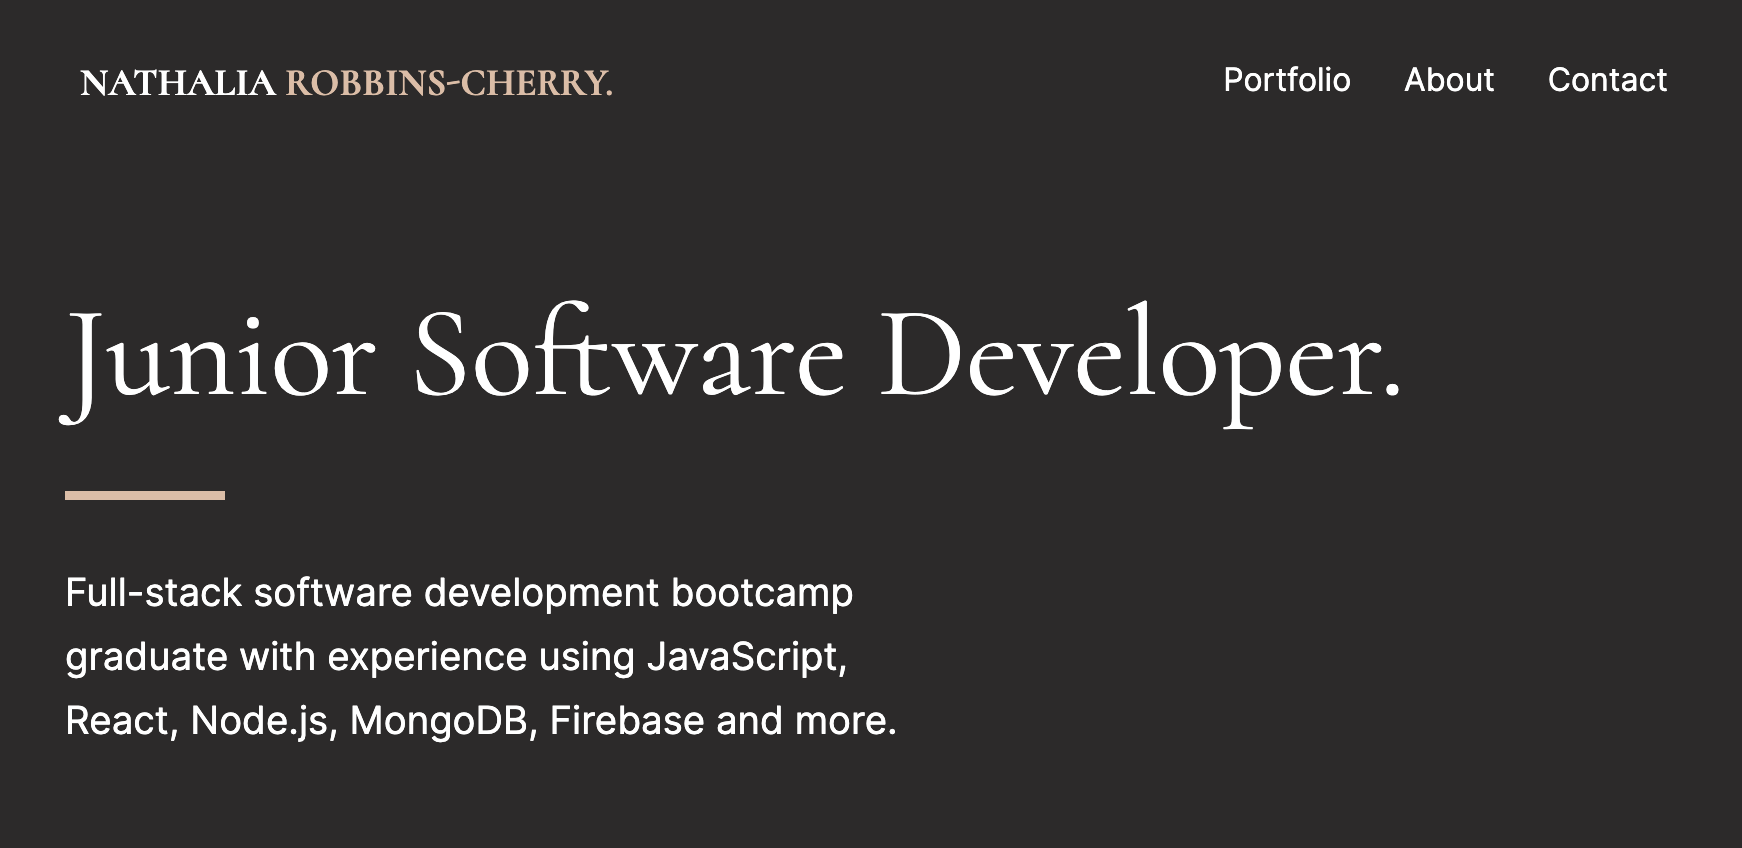 NATHALIA ROBBINS-CHERRY.
Portfolio About Contact
Junior Software Developer.
Full-stack software development bootcamp
graduate with experience using JavaScript,
React, Node.js, MongoDB, Firebase and more.